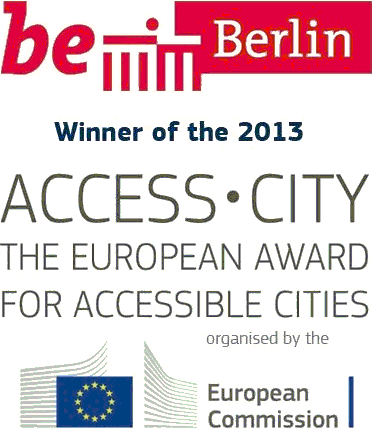 be Berlin
Winner of the 2013
ACCESS•CITY
THE EUROPEAN AWARD
FOR ACCESSIBLE CITIES
organised by the
European
Commission